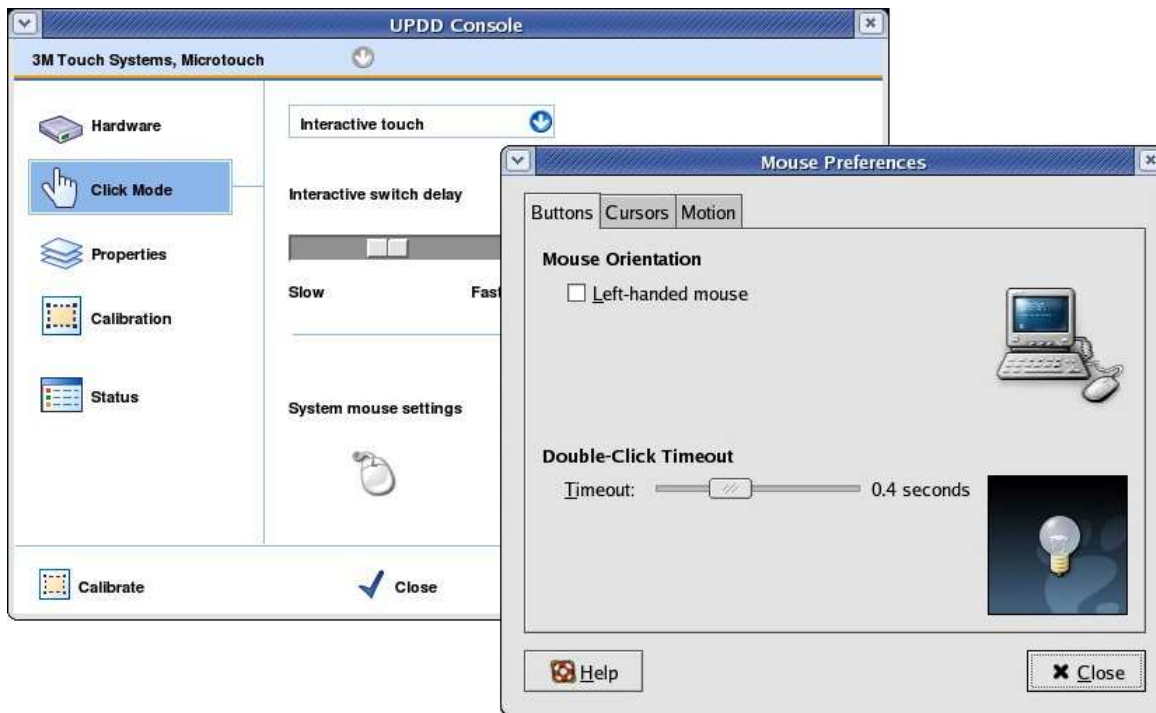 UPDD Console
3M Touch Systems, Microtouch
Hardware
Click Mode
Properties
Calibration
Status
Interactive touch
Interactive switch delay
Slow Fast
System mouse settings
Calibrate
Close
Mouse Preferences
Buttons Cursors Motion
Mouse Orientation
Left-handed mouse
Double-Click Timeout
Timeout: 0.4 seconds
Help
Close